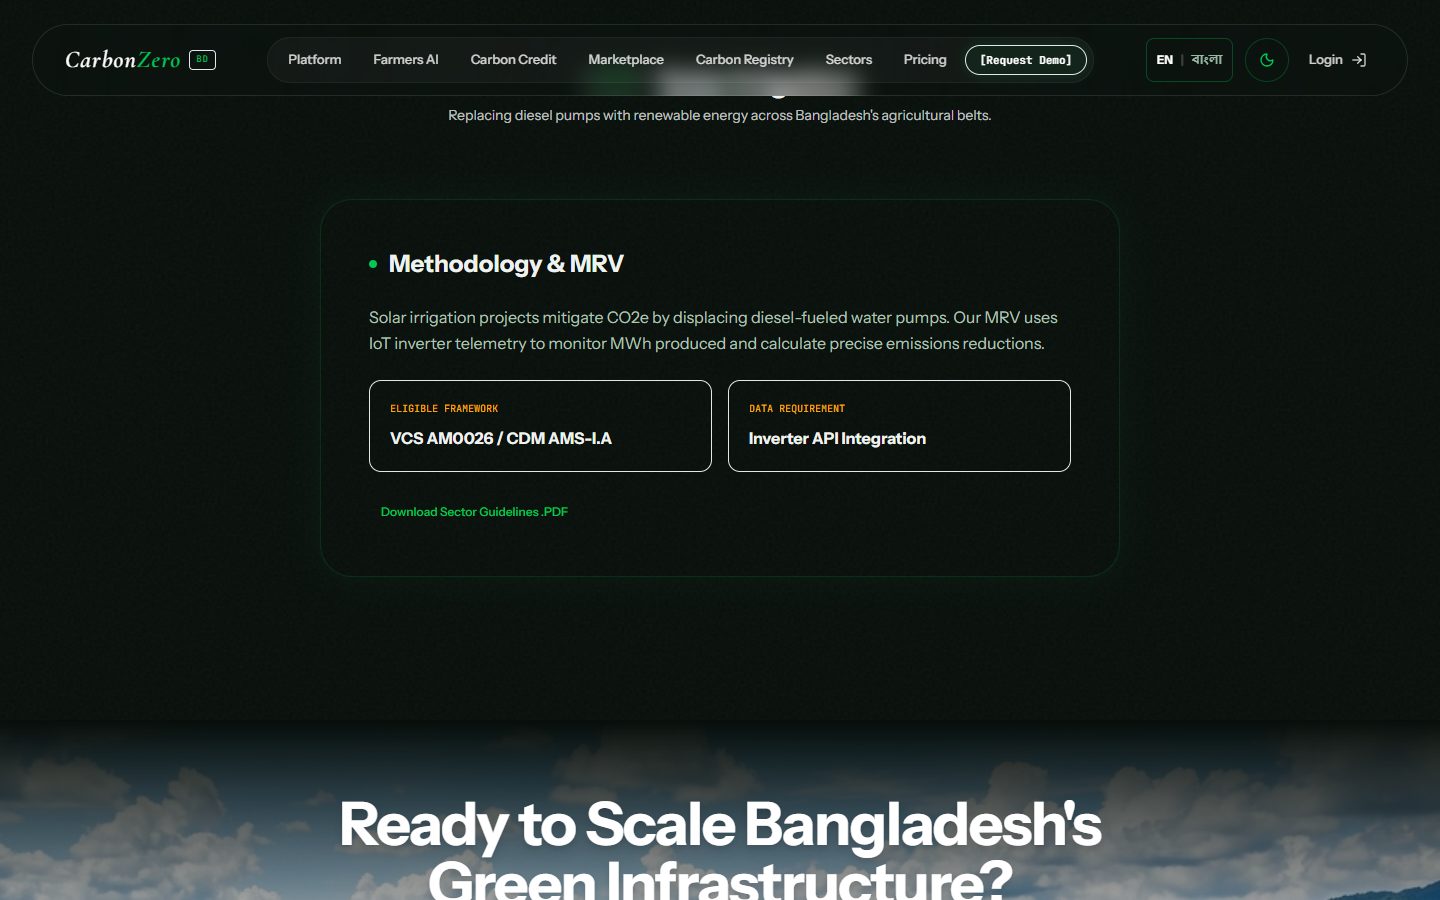 CarbonZero BD
Platform
Farmers AI
Carbon Credit
Marketplace
Carbon Registry
Sectors
Pricing
[Request Demo]
EN | বাংলা
Login
Replacing diesel pumps with renewable energy across Bangladesh's agricultural belts.
Methodology & MRV
Solar irrigation projects mitigate CO2e by displacing diesel-fueled water pumps. Our MRV uses
IoT inverter telemetry to monitor MWh produced and calculate precise emissions reductions.
ELIGIBLE FRAMEWORK
VCS AM0026 / CDM AMS-I.A
DATA REQUIREMENT
Inverter API Integration
Download Sector Guidelines .PDF
Ready to Scale Bangladesh's
Green Infrastructure?